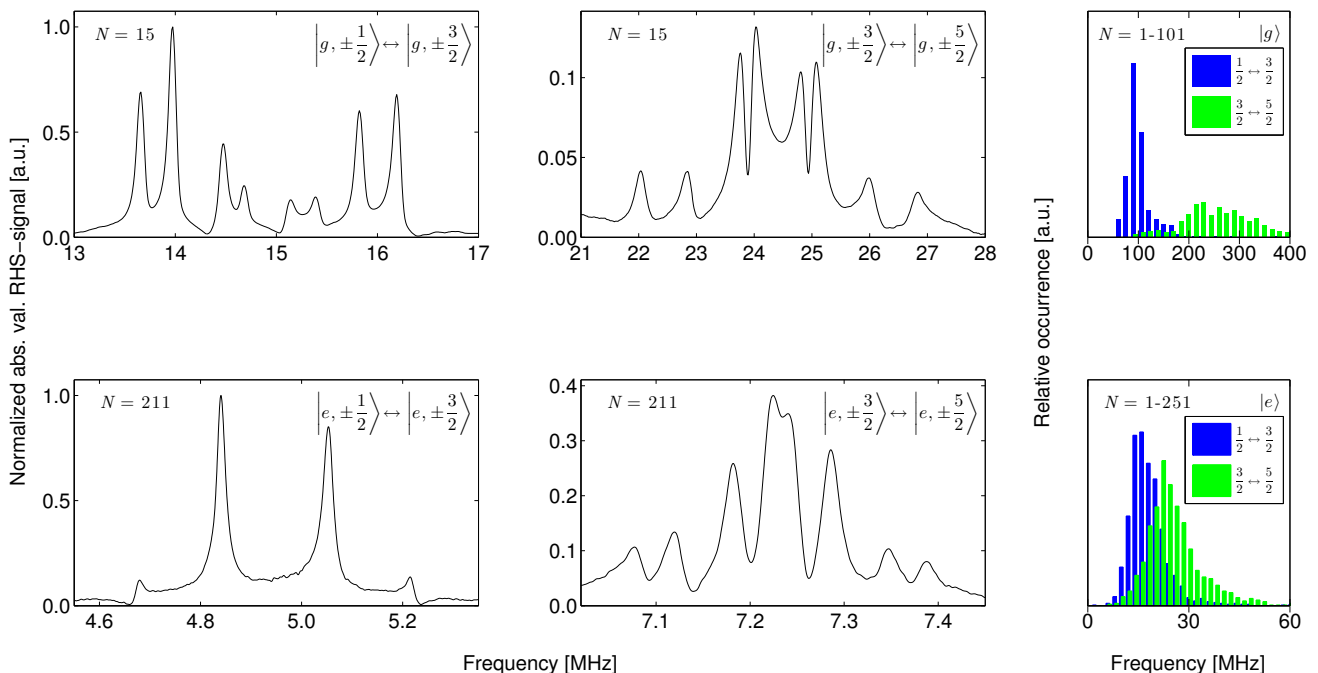 Normalized abs. val. RHS−signal [a.u.]
1.0
0.5
0.0
N = 15
|g, ±1/2⟩↔|g, ±3/2⟩
13 14 15 16 17
0.1
0.05
0.00
N = 15
|g, ±3/2⟩↔|g, ±5/2⟩
21 22 23 24 25 26 27 28
Relative occurrence [a.u.]
N = 1-101 |g⟩
1/2 ↔ 3/2
3/2 ↔ 5/2
0 100 200 300 400
1.0
0.5
0.0
N = 211
|e, ±1/2⟩↔|e, ±3/2⟩
4.6 4.8 5.0 5.2
0.4
0.3
0.2
0.1
0.0
N = 211
|e, ±3/2⟩↔|e, ±5/2⟩
7.1 7.2 7.3 7.4
N = 1-251 |e⟩
1/2 ↔ 3/2
3/2 ↔ 5/2
0 30 60
Frequency [MHz]
Frequency [MHz]